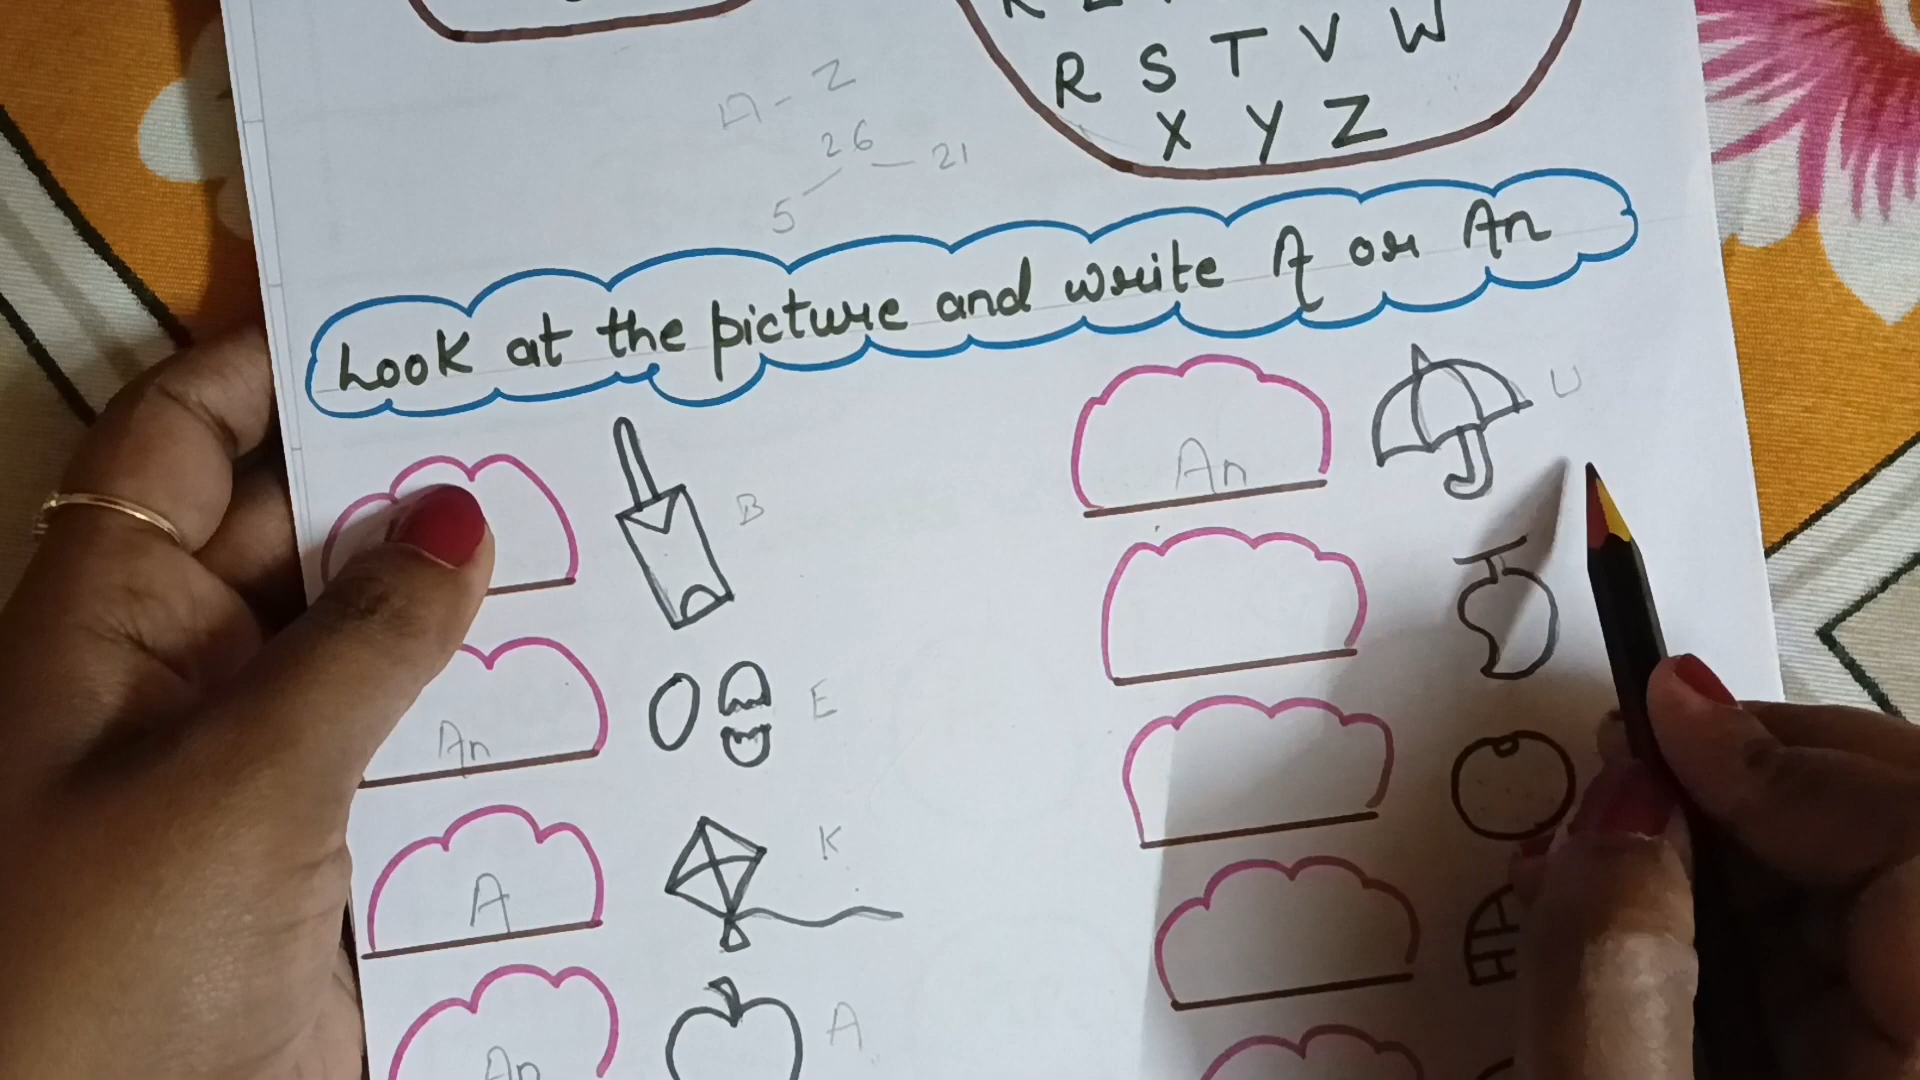 R S T V W
X Y Z
A - Z
26
5 21
Look at the picture and write A or An
B
An
E
A
K
An
A
An
U